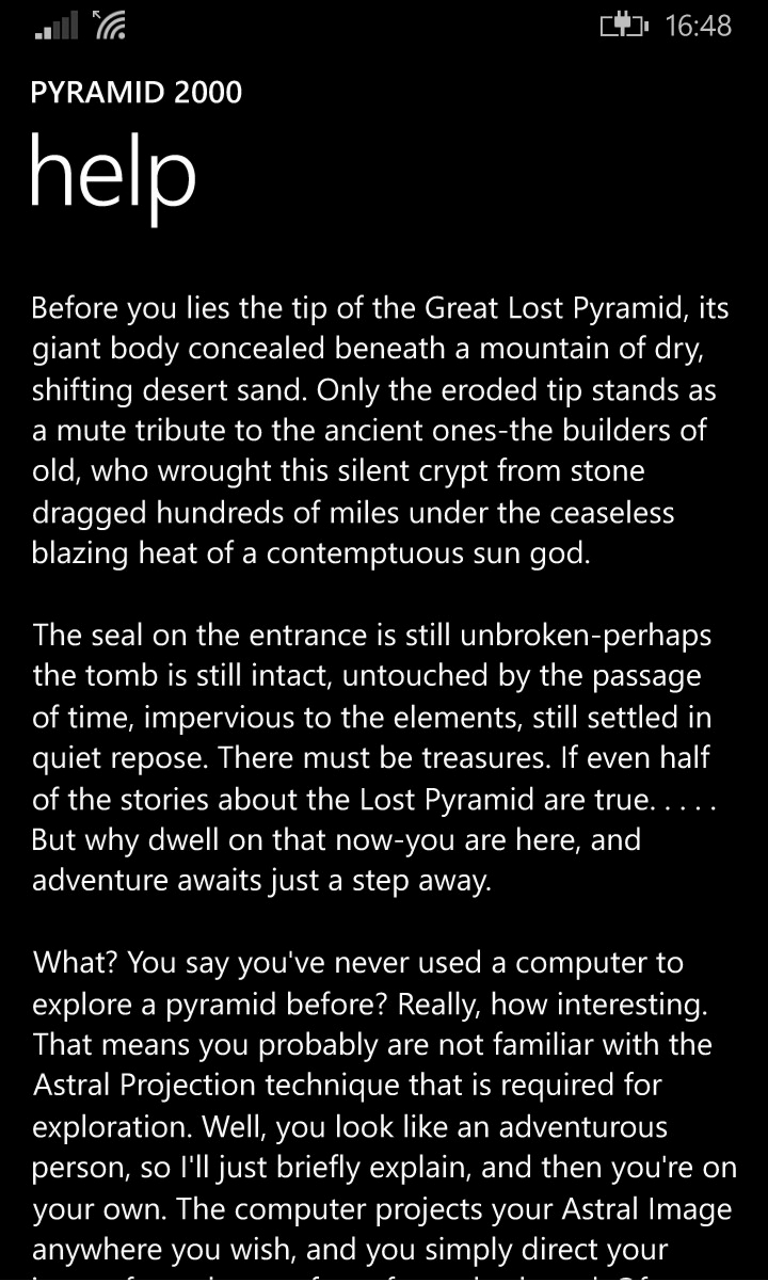 16:48
PYRAMID 2000
help
Before you lies the tip of the Great Lost Pyramid, its
giant body concealed beneath a mountain of dry,
shifting desert sand. Only the eroded tip stands as
a mute tribute to the ancient ones-the builders of
old, who wrought this silent crypt from stone
dragged hundreds of miles under the ceaseless
blazing heat of a contemptuous sun god.
The seal on the entrance is still unbroken-perhaps
the tomb is still intact, untouched by the passage
of time, impervious to the elements, still settled in
quiet repose. There must be treasures. If even half
of the stories about the Lost Pyramid are true. . . . .
But why dwell on that now-you are here, and
adventure awaits just a step away.
What? You say you've never used a computer to
explore a pyramid before? Really, how interesting.
That means you probably are not familiar with the
Astral Projection technique that is required for
exploration. Well, you look like an adventurous
person, so I'll just briefly explain, and then you're on
your own. The computer projects your Astral Image
anywhere you wish, and you simply direct your